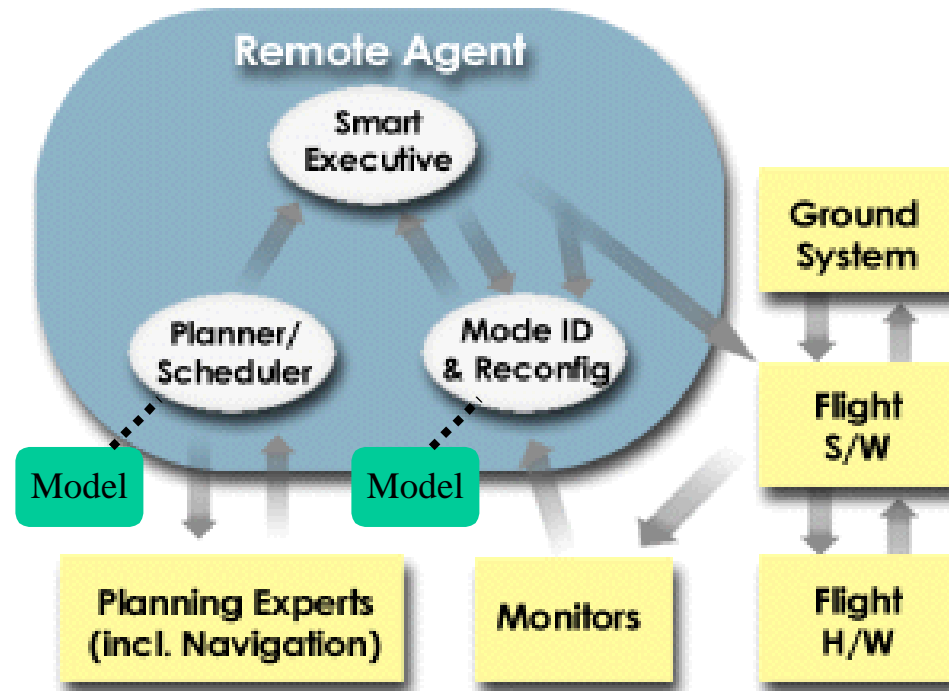 Remote Agent
Smart
Executive
Ground
System
Planner/
Scheduler
Mode ID
& Reconfig
Flight
S/W
Model
Model
Planning Experts
(incl. Navigation)
Monitors
Flight
H/W